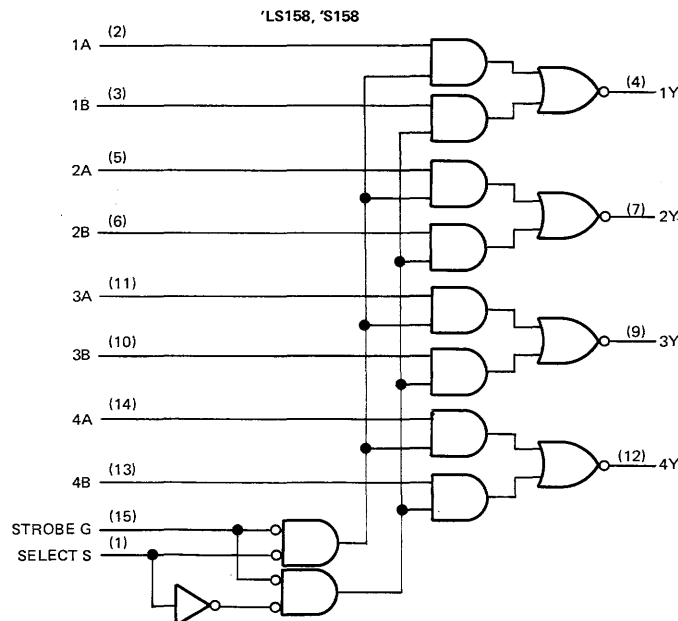 'LS158, 'S158
1A (2)
(4) 1Y
1B (3)
2A (5)
(7) 2Y
2B (6)
3A (11)
(9) 3Y
3B (10)
4A (14)
(12) 4Y
4B (13)
STROBE G (15)
SELECT S (1)